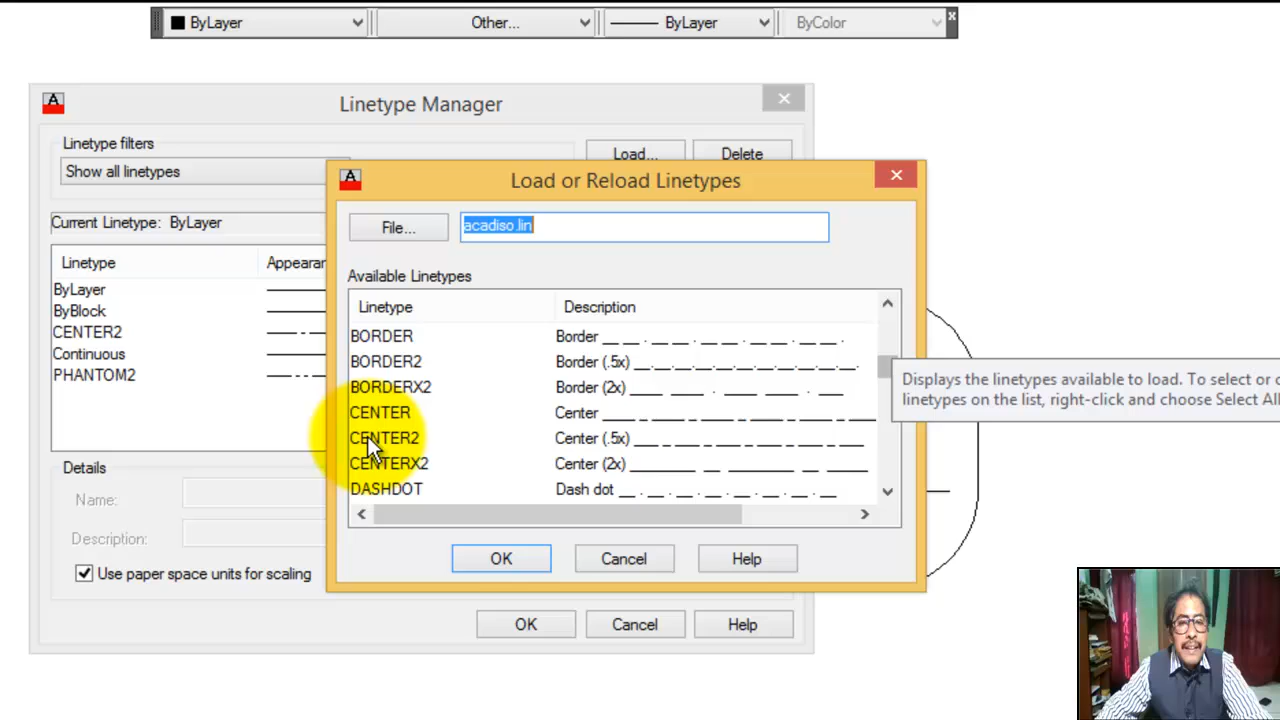 ByLayer Other... ByLayer ByColor
Linetype Manager
Linetype filters
Show all linetypes
Load... Delete
Current Linetype: ByLayer
Linetype
ByLayer
ByBlock
CENTER2
Continuous
PHANTOM2
Details
Name:
Description:
Use paper space units for scaling
OK Cancel Help
Load or Reload Linetypes
File... acadiso.lin
Available Linetypes
Linetype Description
BORDER Border
BORDER2 Border (.5x)
BORDERX2 Border (2x)
CENTER Center
CENTER2 Center (.5x)
CENTERX2 Center (2x)
DASHDOT Dash dot
OK Cancel Help
Displays the linetypes available to load. To select or
linetypes on the list, right-click and choose Select All